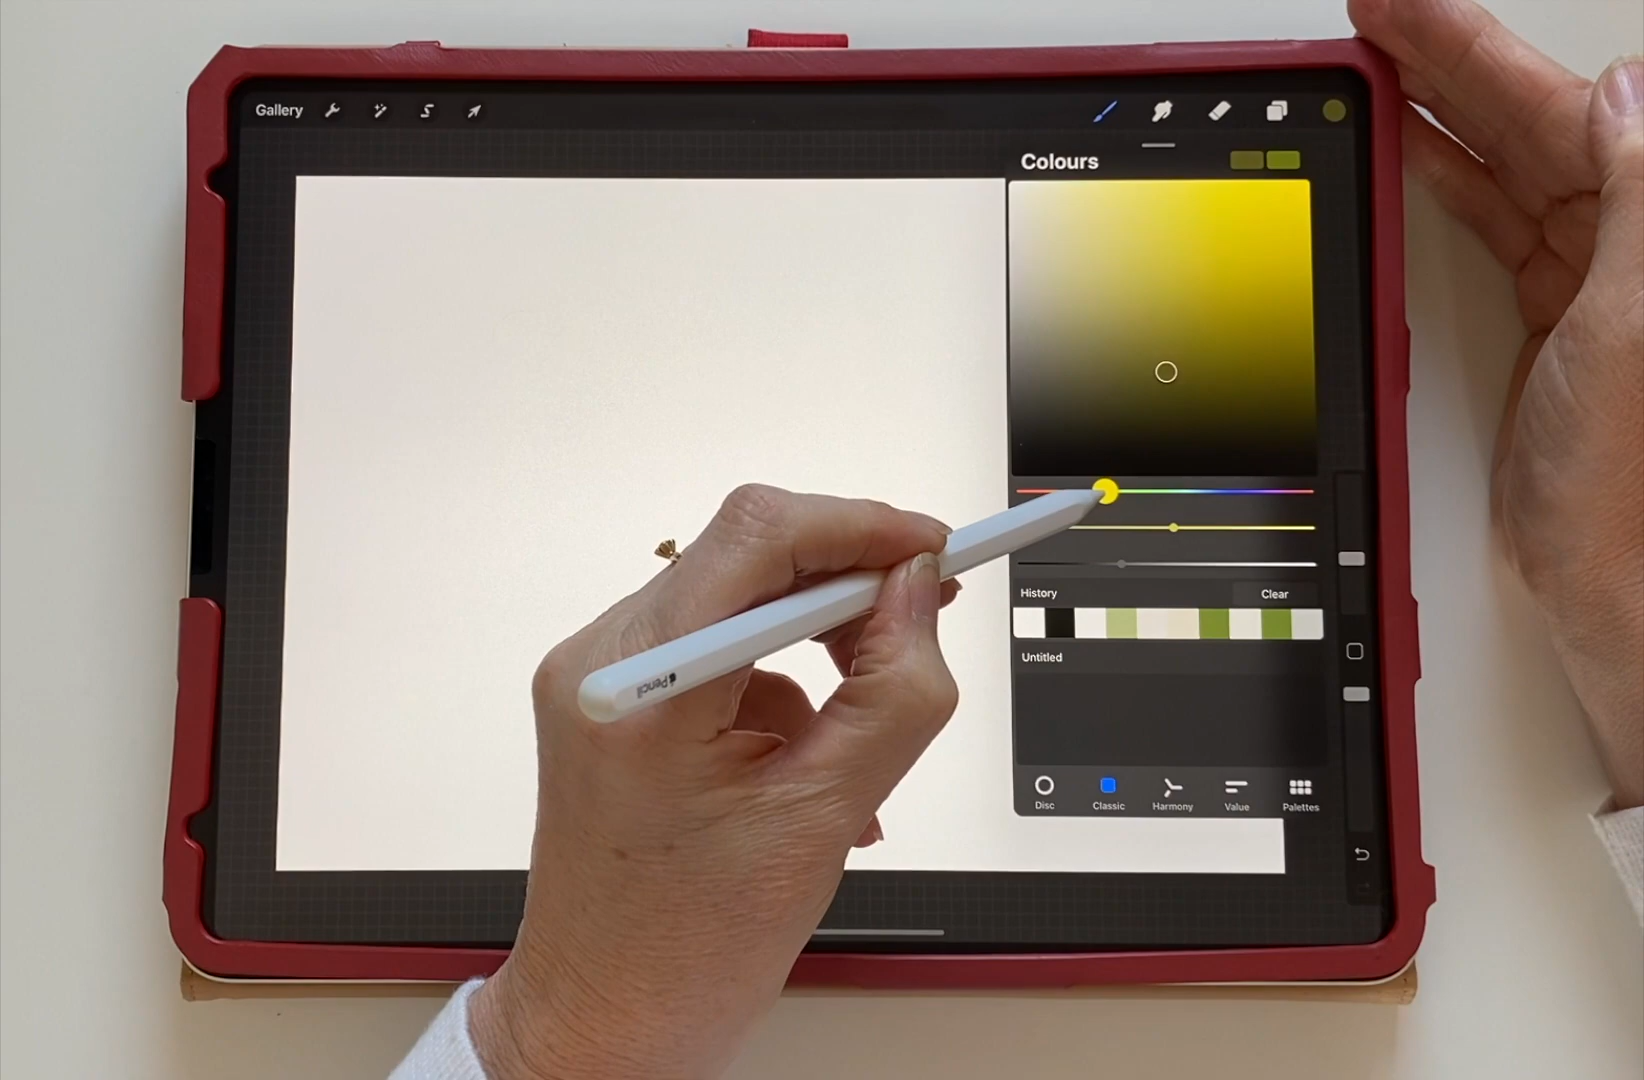 Gallery
Colours
History
Clear
Untitled
Disc
Classic
Harmony
Value
Palettes
Pencil